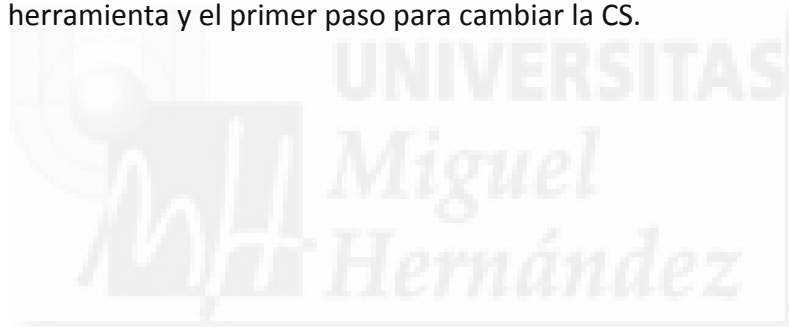 herramienta y el primer paso para cambiar la CS.
UNIVERSITAS
Miguel
Hernández